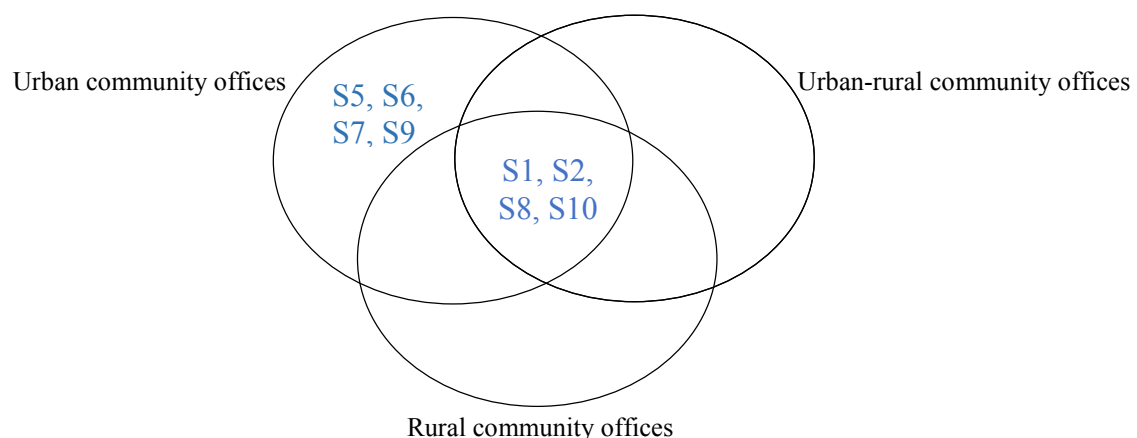 Urban community offices
Urban-rural community offices
S5, S6,
S7, S9
S1, S2,
S8, S10
Rural community offices